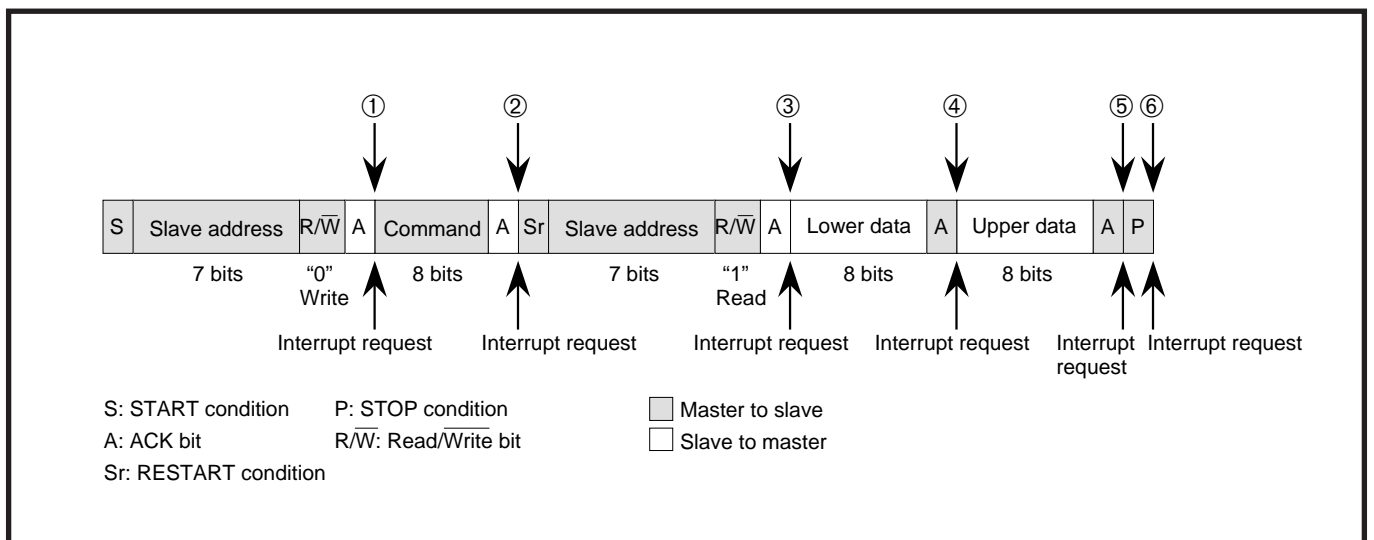 ① ② ③ ④ ⑤ ⑥
S Slave address R/W̅ A Command A Sr Slave address R/W̅ A Lower data A Upper data A P
7 bits “0” 8 bits 7 bits “1” 8 bits 8 bits
Write Read
Interrupt request Interrupt request Interrupt request Interrupt request Interrupt Interrupt request
request
S: START condition P: STOP condition Master to slave
A: ACK bit R/W̅: Read/W̅r̅i̅t̅e̅ bit Slave to master
Sr: RESTART condition